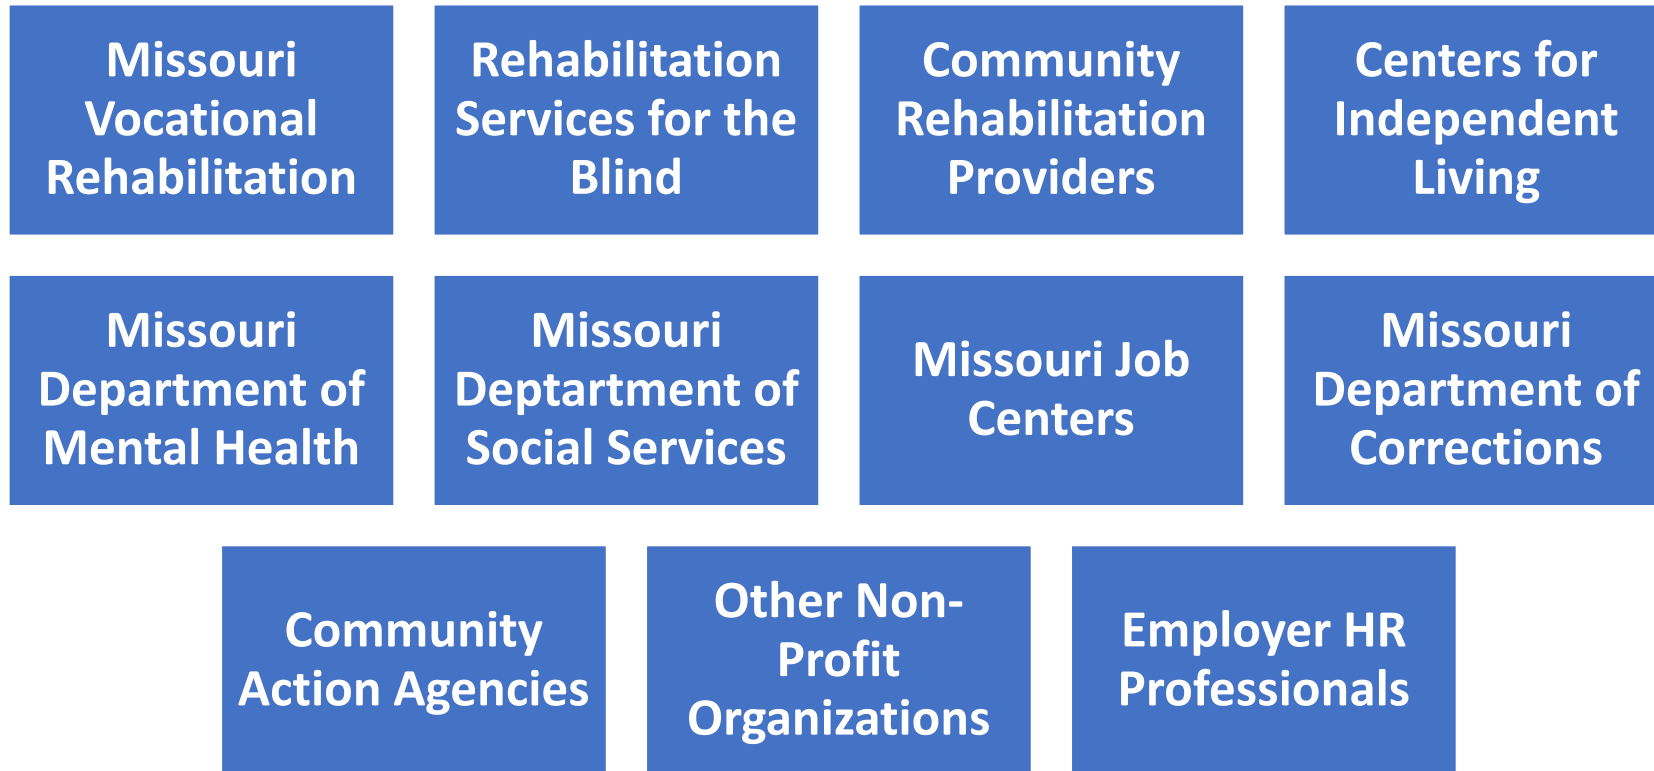 Missouri
Vocational
Rehabilitation
Rehabilitation
Services for the
Blind
Community
Rehabilitation
Providers
Centers for
Independent
Living
Missouri
Department of
Mental Health
Missouri
Deptartment of
Social Services
Missouri Job
Centers
Missouri
Department of
Corrections
Community
Action Agencies
Other Non-
Profit
Organizations
Employer HR
Professionals